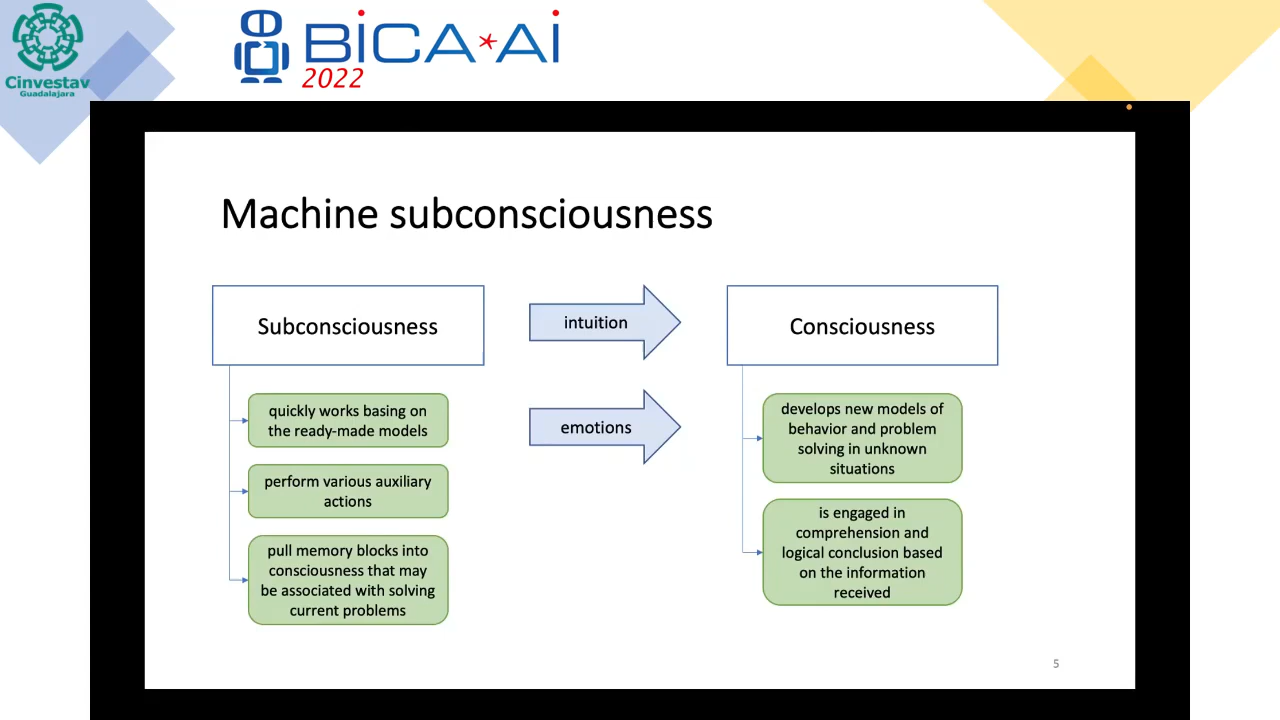 Cinvestav
Guadalajara
BiCA*Ai
2022
Machine subconsciousness
Subconsciousness
quickly works basing on
the ready-made models
perform various auxiliary
actions
pull memory blocks into
consciousness that may
be associated with solving
current problems
intuition
emotions
Consciousness
develops new models of
behavior and problem
solving in unknown
situations
is engaged in
comprehension and
logical conclusion based
on the information
received
5